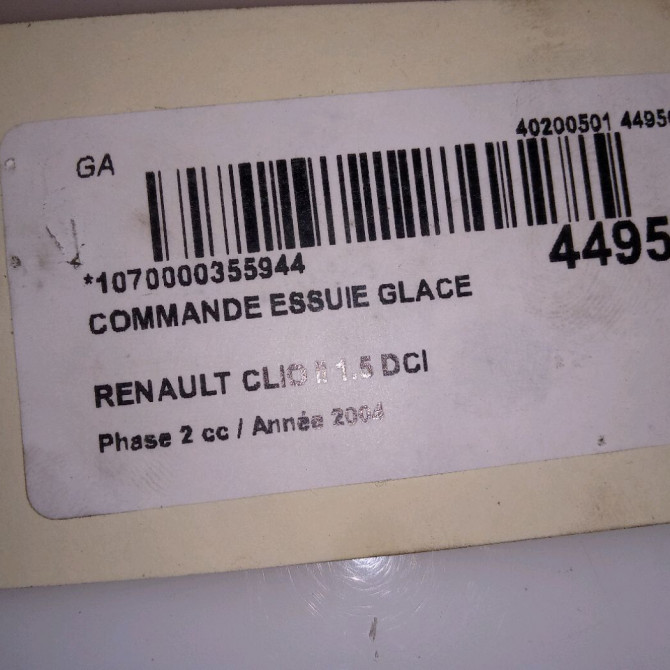 GA
40200501 4495
*1070000355944
4495
COMMANDE ESSUIE GLACE
RENAULT CLIO II 1.5 DCI
Phase 2 cc / Année 2004